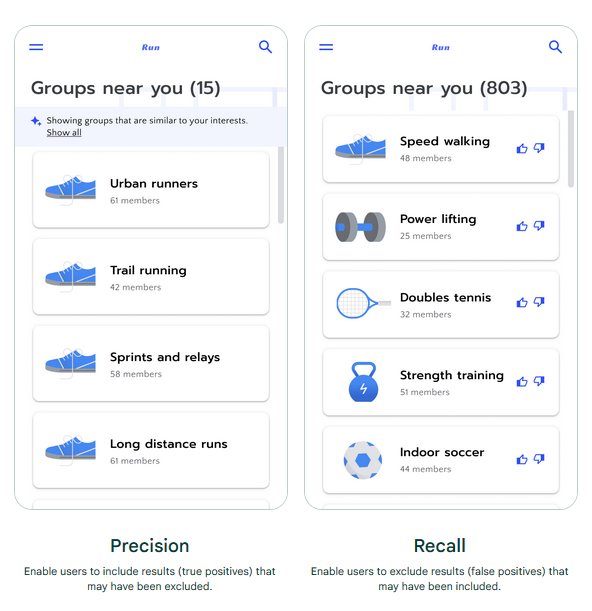 Run
Groups near you (15)
Showing groups that are similar to your interests.
Show all
Urban runners
61 members
Trail running
42 members
Sprints and relays
58 members
Long distance runs
61 members
Precision
Enable users to include results (true positives) that
may have been excluded.
Run
Groups near you (803)
Speed walking
48 members
Power lifting
25 members
Doubles tennis
32 members
Strength training
51 members
Indoor soccer
44 members
Recall
Enable users to exclude results (false positives) that
may have been included.